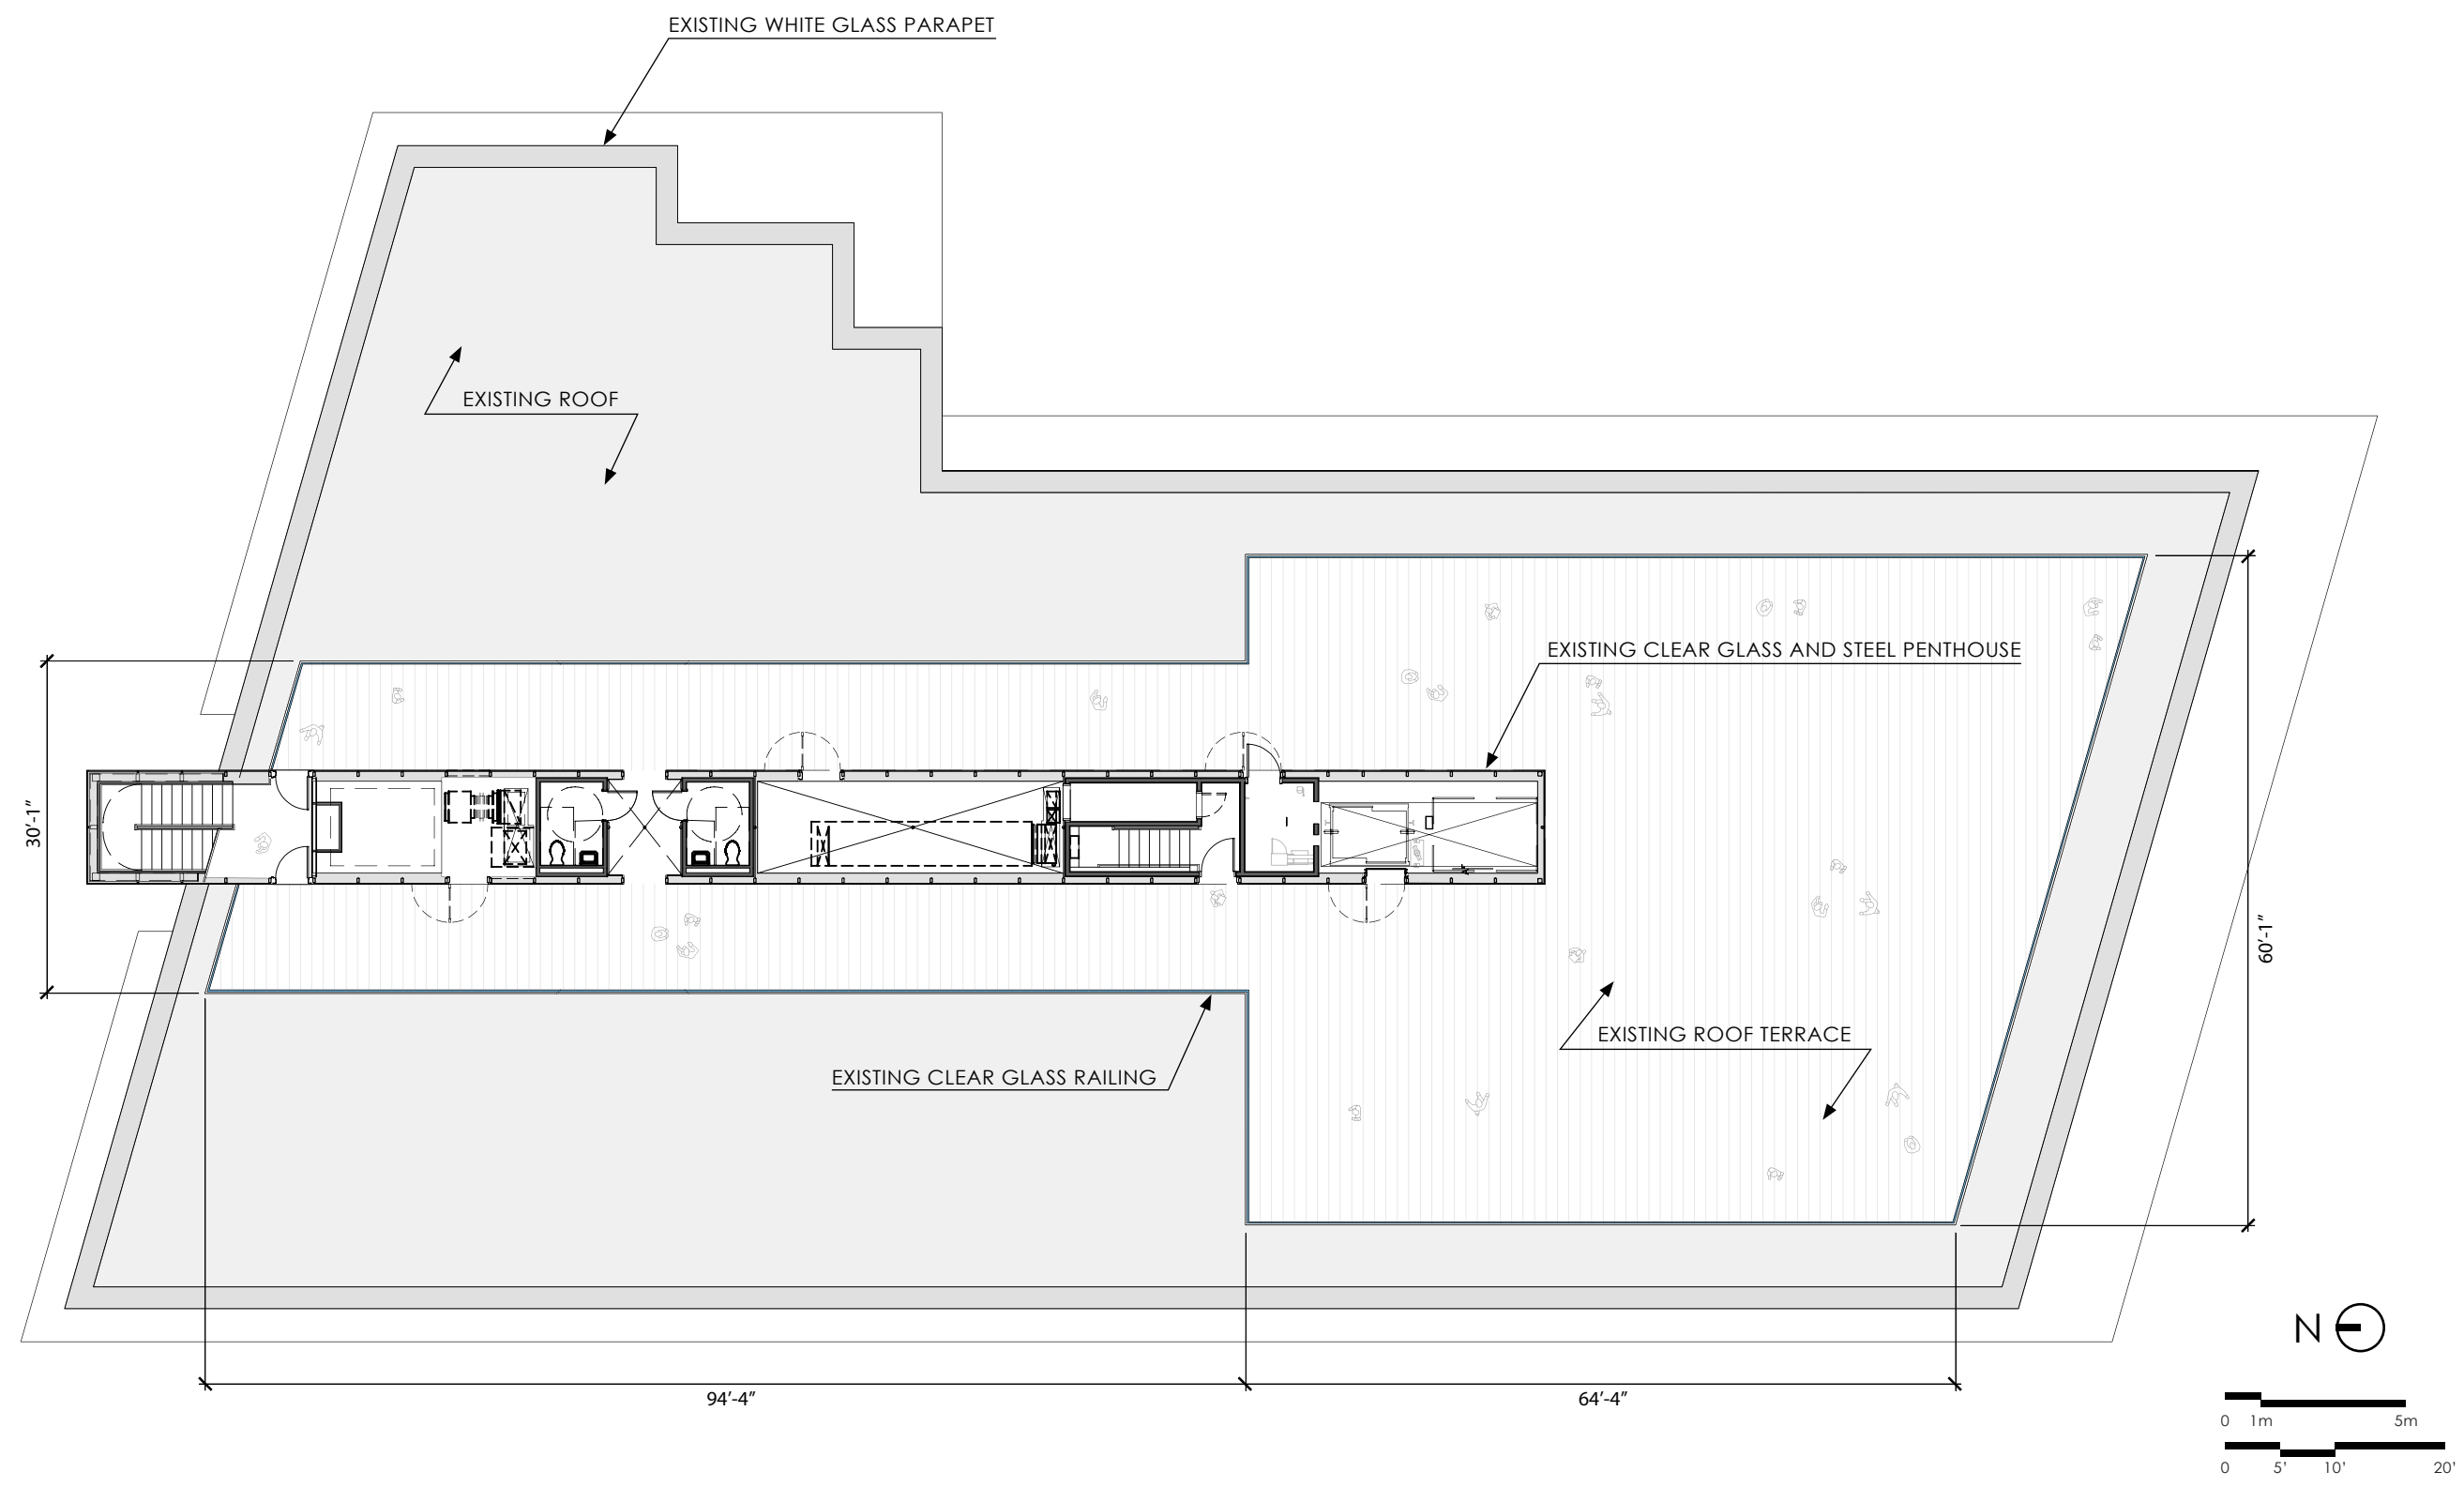 EXISTING WHITE GLASS PARAPET
EXISTING ROOF
EXISTING CLEAR GLASS AND STEEL PENTHOUSE
30’-1”
60’-1”
EXISTING ROOF TERRACE
EXISTING CLEAR GLASS RAILING
N
94’-4”
64’-4”
0 1m 5m
0 5’ 10’ 20’